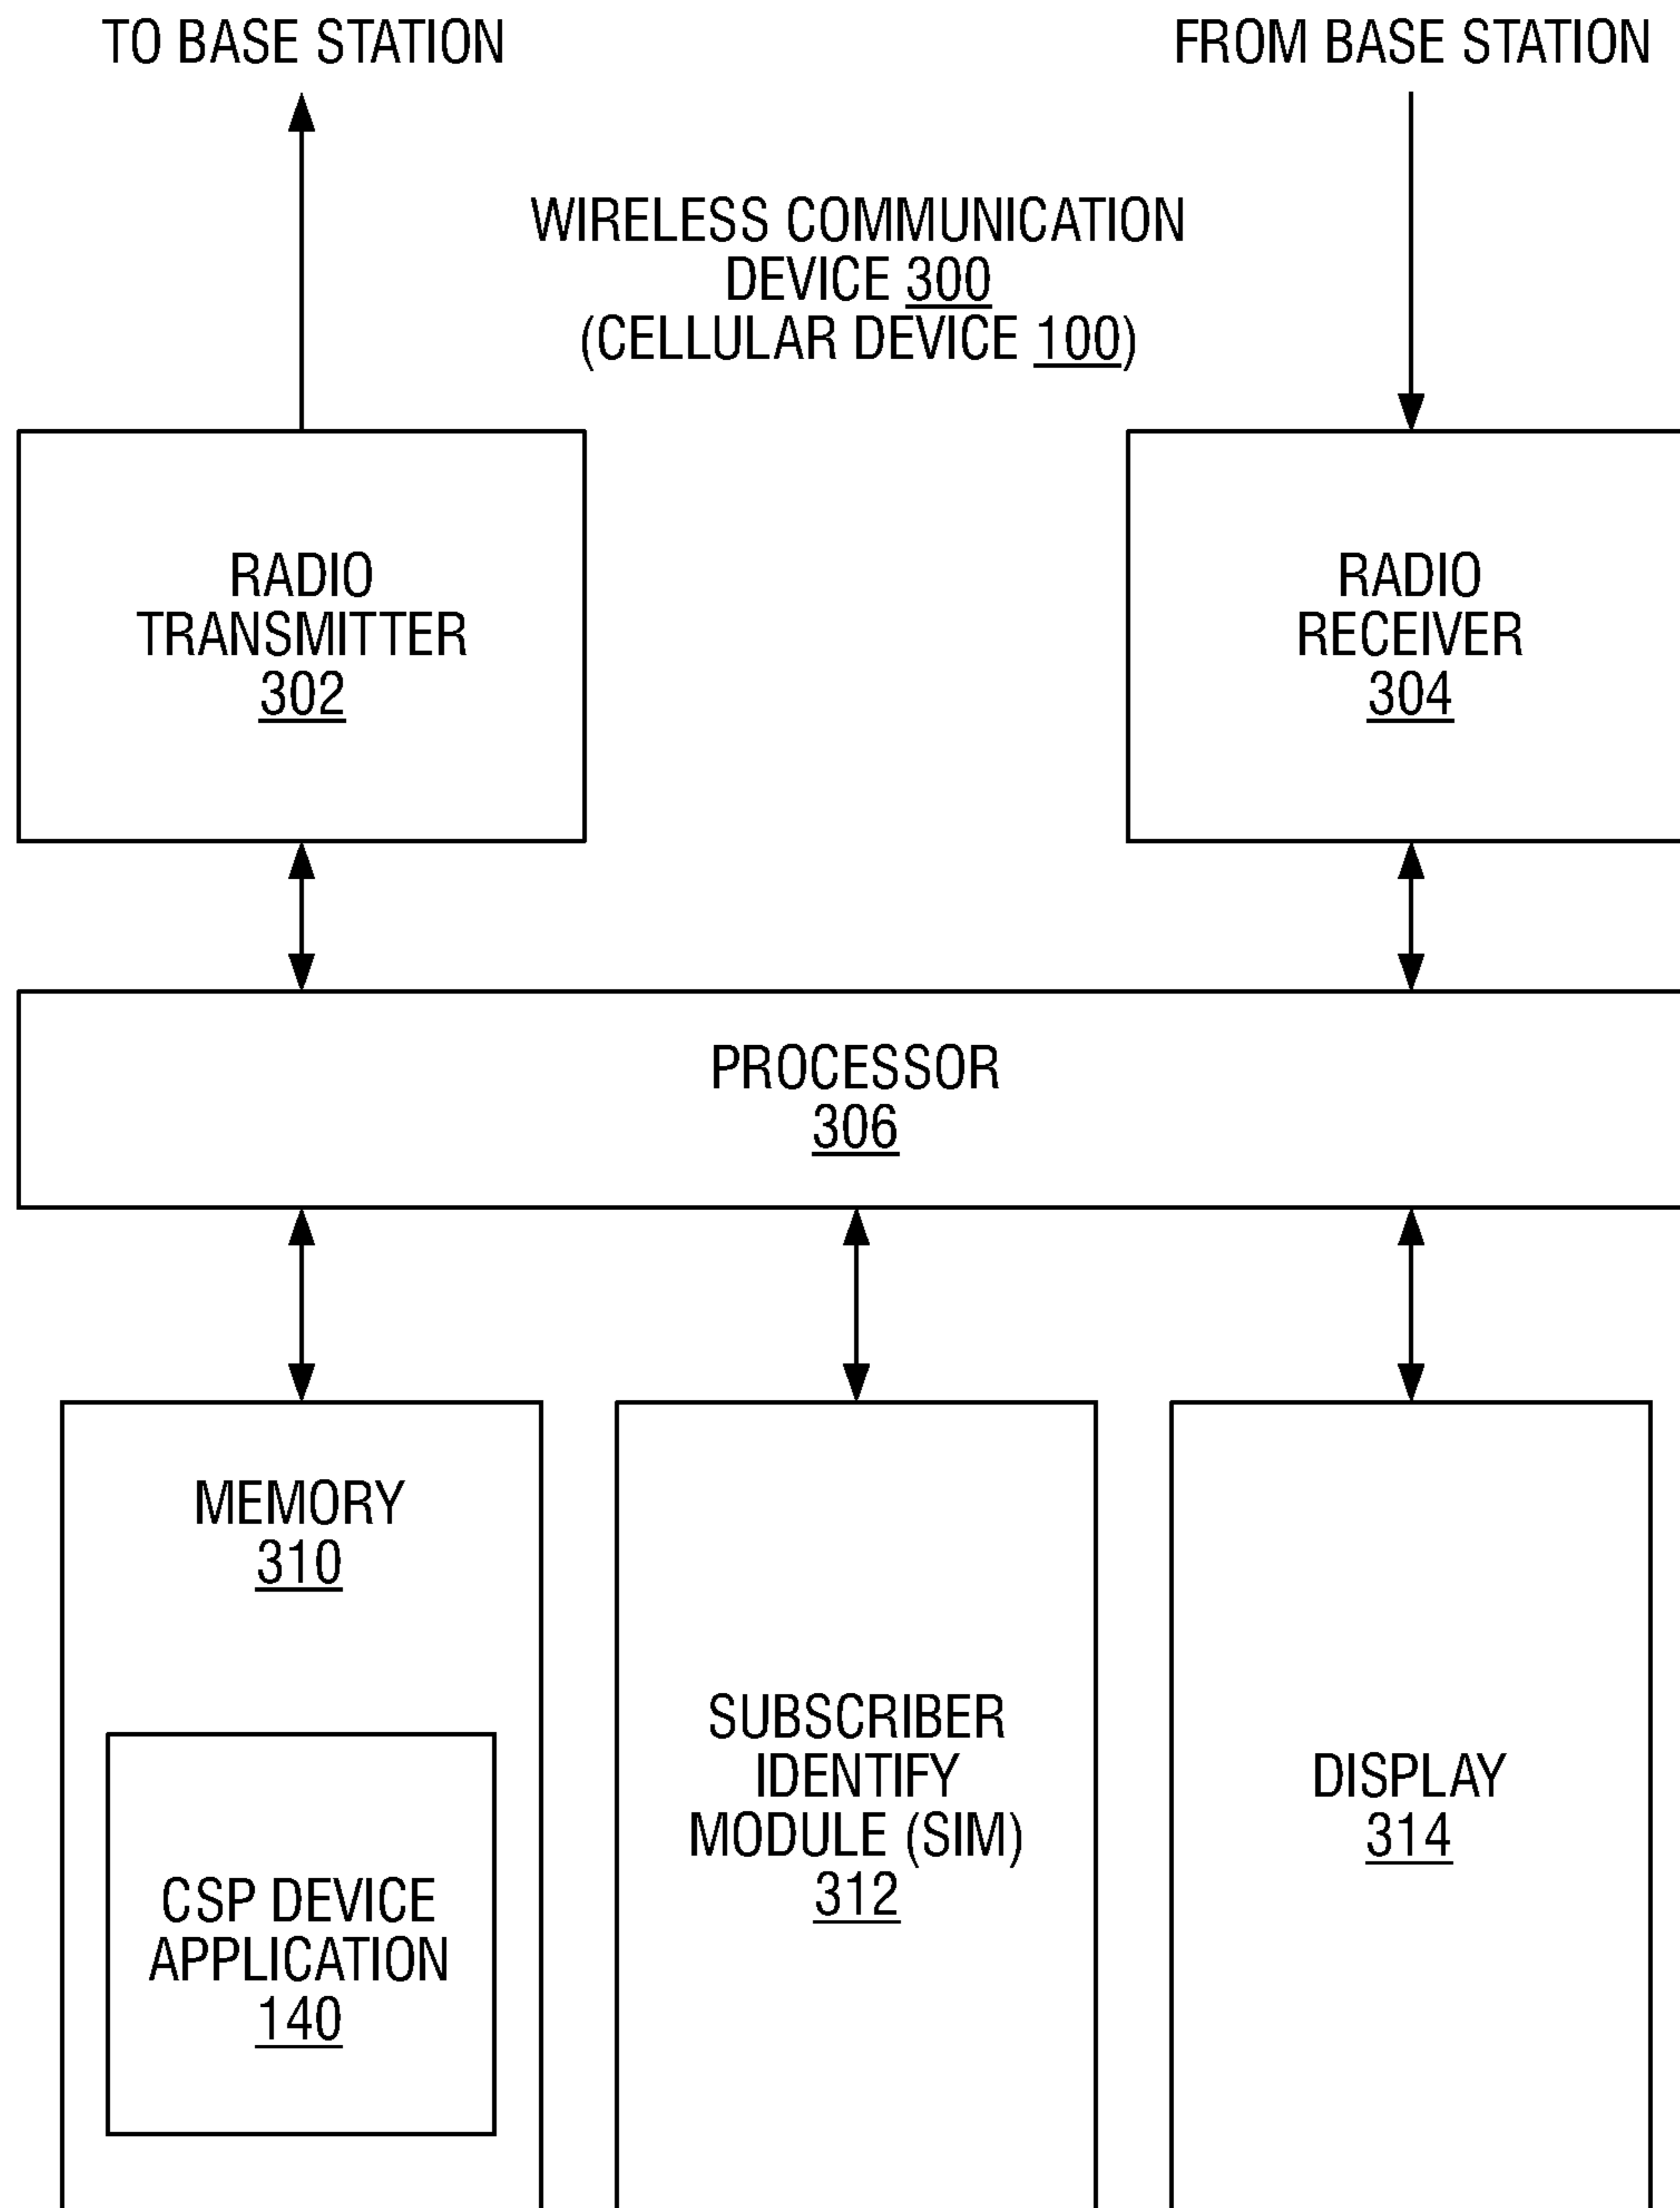 TO BASE STATION
FROM BASE STATION
WIRELESS COMMUNICATION
DEVICE 300
(CELLULAR DEVICE 100)
RADIO
TRANSMITTER
302
RADIO
RECEIVER
304
PROCESSOR
306
MEMORY
310
CSP DEVICE
APPLICATION
140
SUBSCRIBER
IDENTIFY
MODULE (SIM)
312
DISPLAY
314